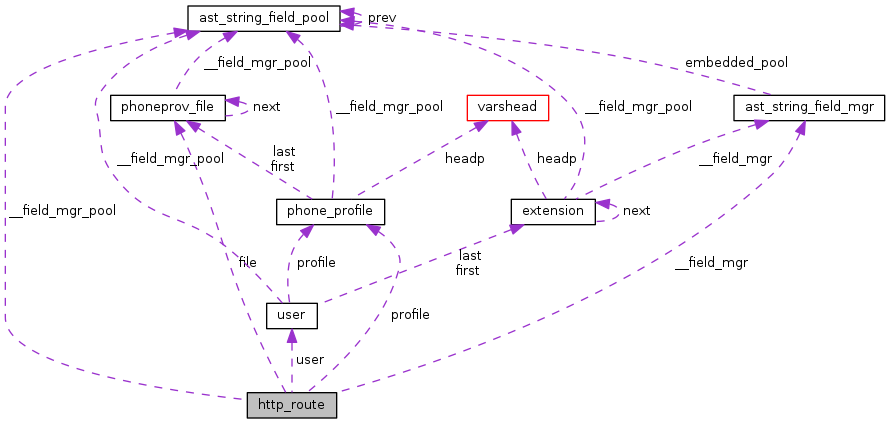 ast_string_field_pool
prev
__field_mgr_pool
embedded_pool
phoneprov_file
next
__field_mgr_pool
varshead
__field_mgr_pool
ast_string_field_mgr
__field_mgr_pool
last
first
headp
headp
__field_mgr
__field_mgr_pool
phone_profile
extension
next
file
profile
last
first
__field_mgr
user
profile
user
http_route